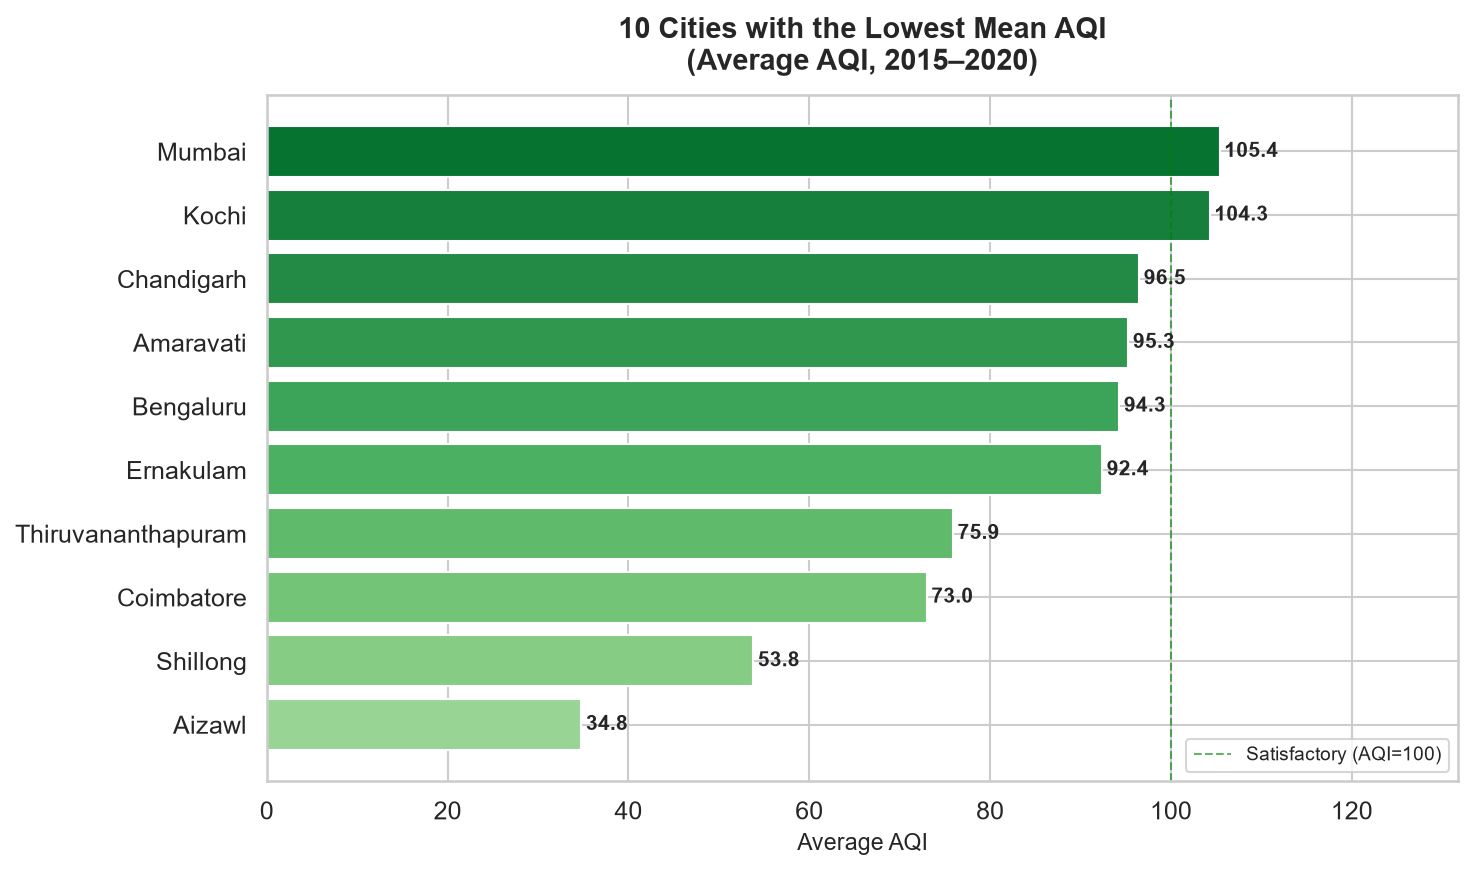 10 Cities with the Lowest Mean AQI
(Average AQI, 2015–2020)
Mumbai 105.4
Kochi 104.3
Chandigarh 96.5
Amaravati 95.3
Bengaluru 94.3
Ernakulam 92.4
Thiruvananthapuram 75.9
Coimbatore 73.0
Shillong 53.8
Aizawl 34.8
Satisfactory (AQI=100)
0 20 40 60 80 100 120
Average AQI